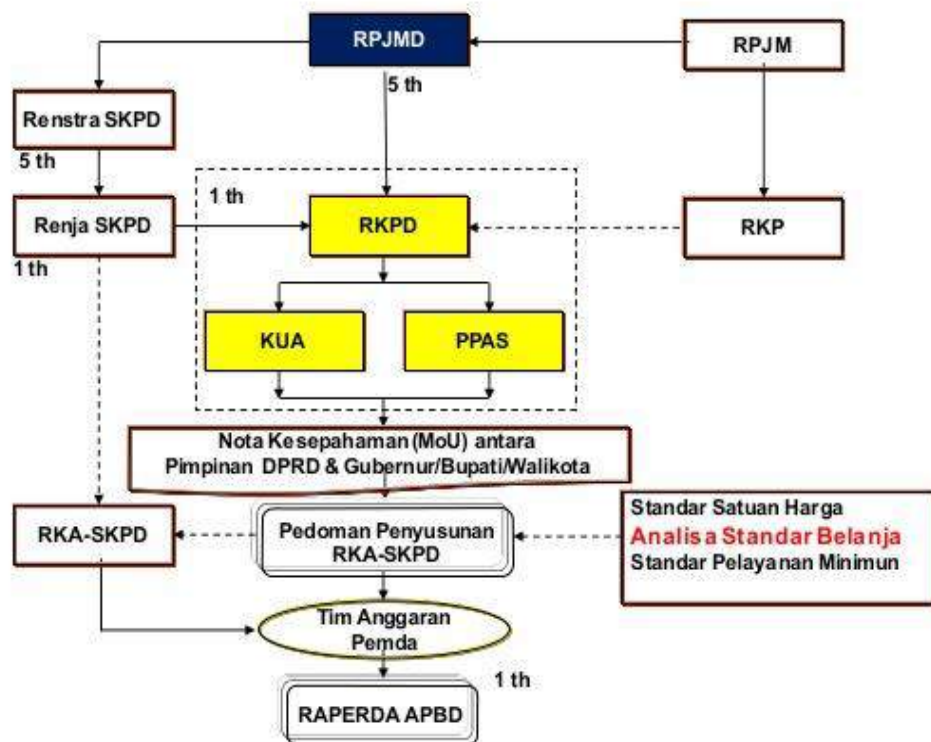 RPJMD
RPJM
5 th
Renstra SKPD
5 th
1 th
Renja SKPD
RKPD
RKP
1 th
KUA
PPAS
Nota Kesepahaman (MoU) antara
Pimpinan DPRD & Gubernur/Bupati/Walikota
RKA-SKPD
Pedoman Penyusunan
RKA-SKPD
Standar Satuan Harga
Analisa Standar Belanja
Standar Pelayanan Minimun
Tim Anggaran
Pemda
1 th
RAPERDA APBD